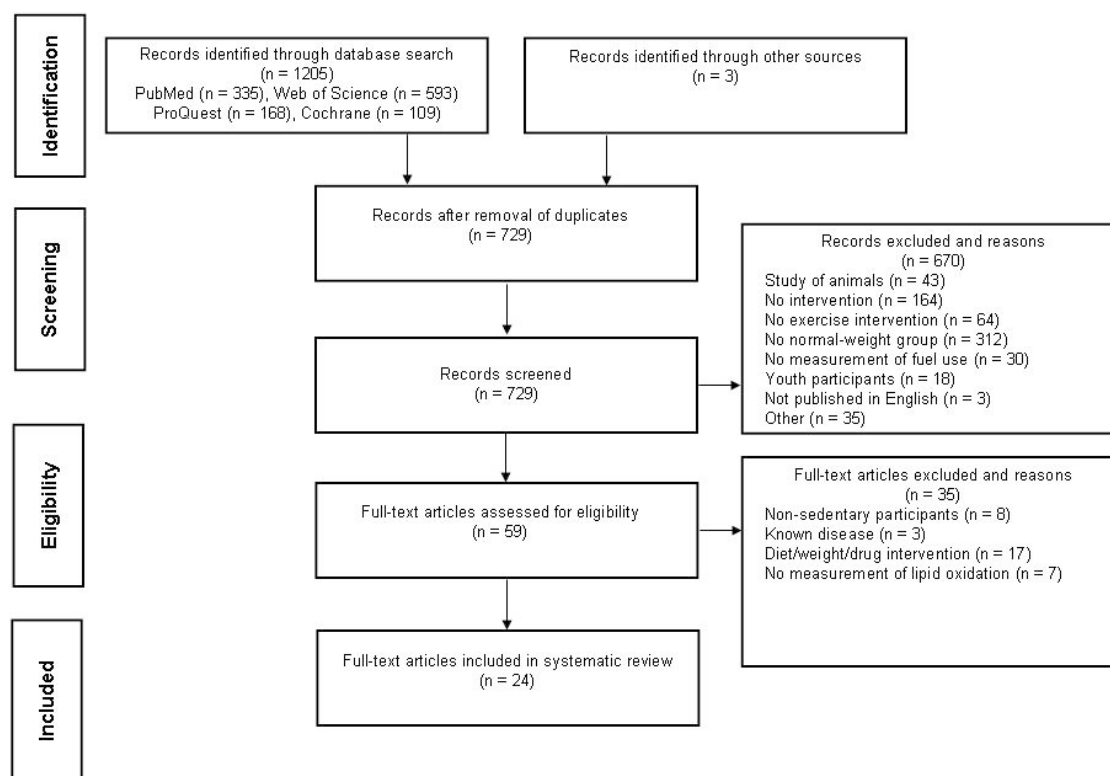 Identification
Records identified through database search
(n = 1205)
PubMed (n = 335), Web of Science (n = 593)
ProQuest (n = 168), Cochrane (n = 109)
Records identified through other sources
(n = 3)
Records after removal of duplicates
(n = 729)
Screening
Records screened
(n = 729)
Records excluded and reasons
(n = 670)
Study of animals (n = 43)
No intervention (n = 164)
No exercise intervention (n = 64)
No normal-weight group (n = 312)
No measurement of fuel use (n = 30)
Youth participants (n = 18)
Not published in English (n = 3)
Other (n = 35)
Eligibility
Full-text articles assessed for eligibility
(n = 59)
Full-text articles excluded and reasons
(n = 35)
Non-sedentary participants (n = 8)
Known disease (n = 3)
Diet/weight/drug intervention (n = 17)
No measurement of lipid oxidation (n = 7)
Included
Full-text articles included in systematic review
(n = 24)